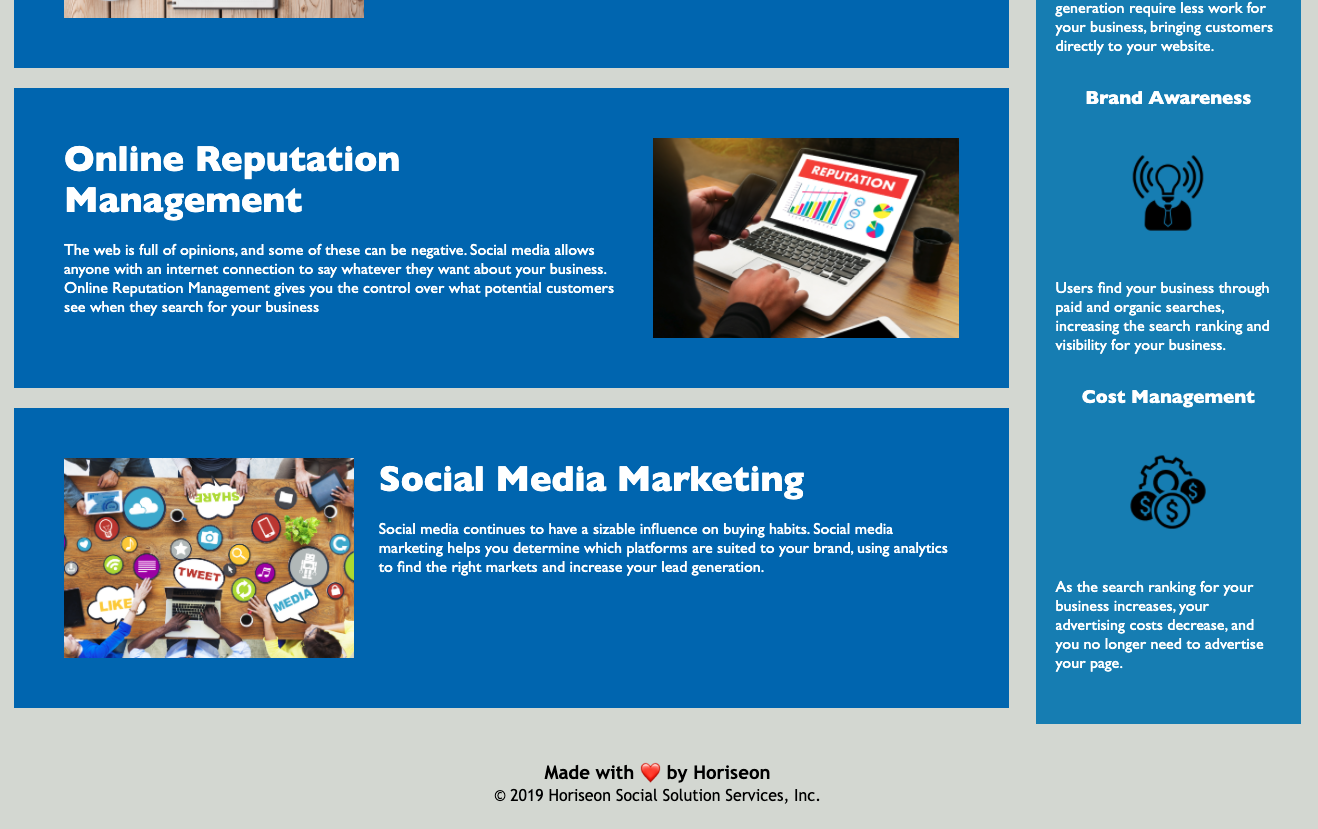 generation require less work for
your business, bringing customers
directly to your website.
Brand Awareness
Online Reputation
Management
REPUTATION
The web is full of opinions, and some of these can be negative. Social media allows
anyone with an internet connection to say whatever they want about your business.
Online Reputation Management gives you the control over what potential customers
see when they search for your business
Users find your business through
paid and organic searches,
increasing the search ranking and
visibility for your business.
Cost Management
Social Media Marketing
Social media continues to have a sizable influence on buying habits. Social media
marketing helps you determine which platforms are suited to your brand, using analytics
to find the right markets and increase your lead generation.
SHARE
TWEET
LIKE
MEDIA
$ $ $
As the search ranking for your
business increases, your
advertising costs decrease, and
you no longer need to advertise
your page.
Made with ❤️ by Horiseon
© 2019 Horiseon Social Solution Services, Inc.